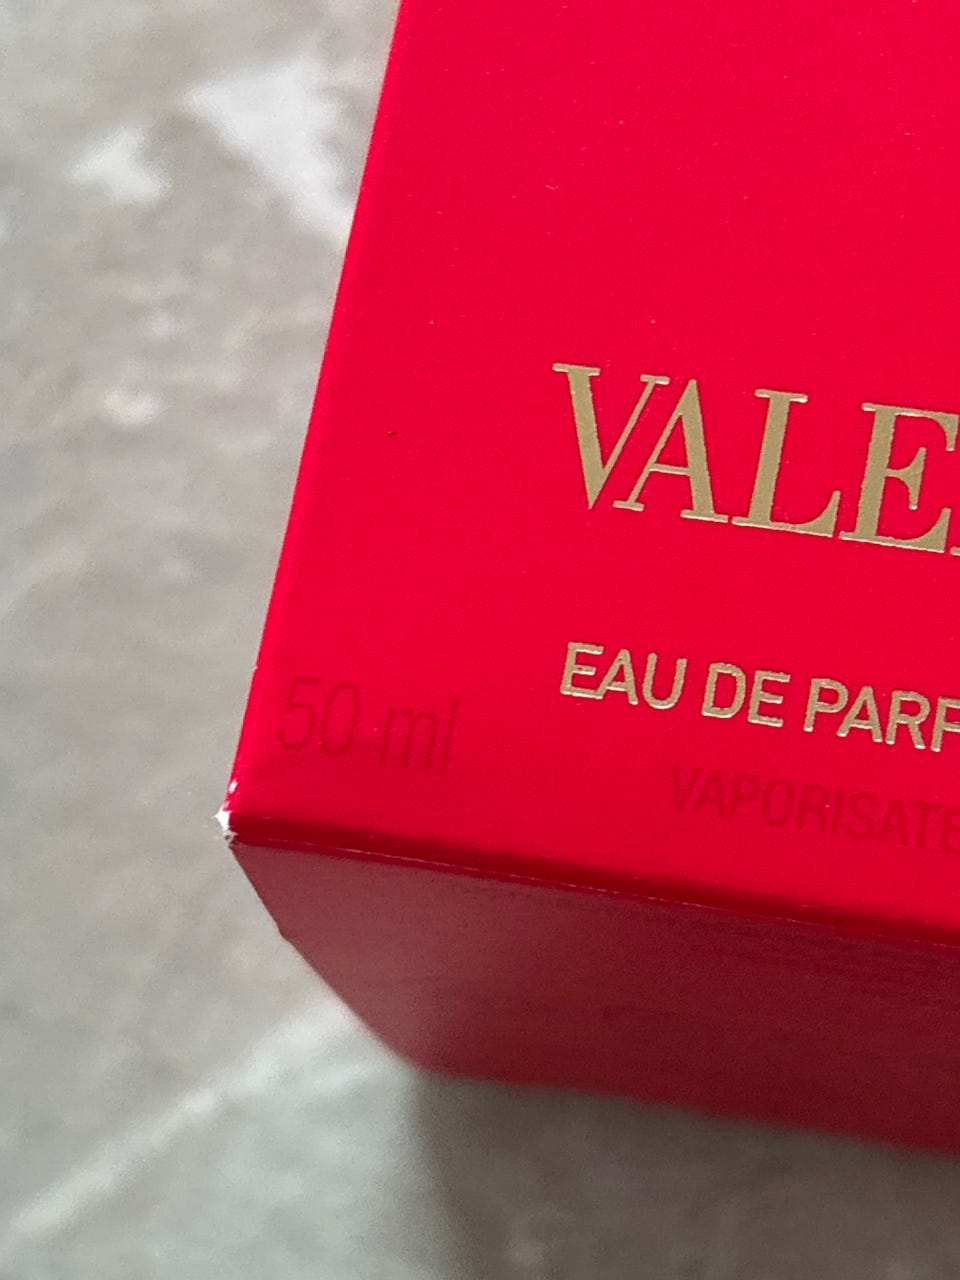 VALE
EAU DE PARF
50 ml
VAPORISATE